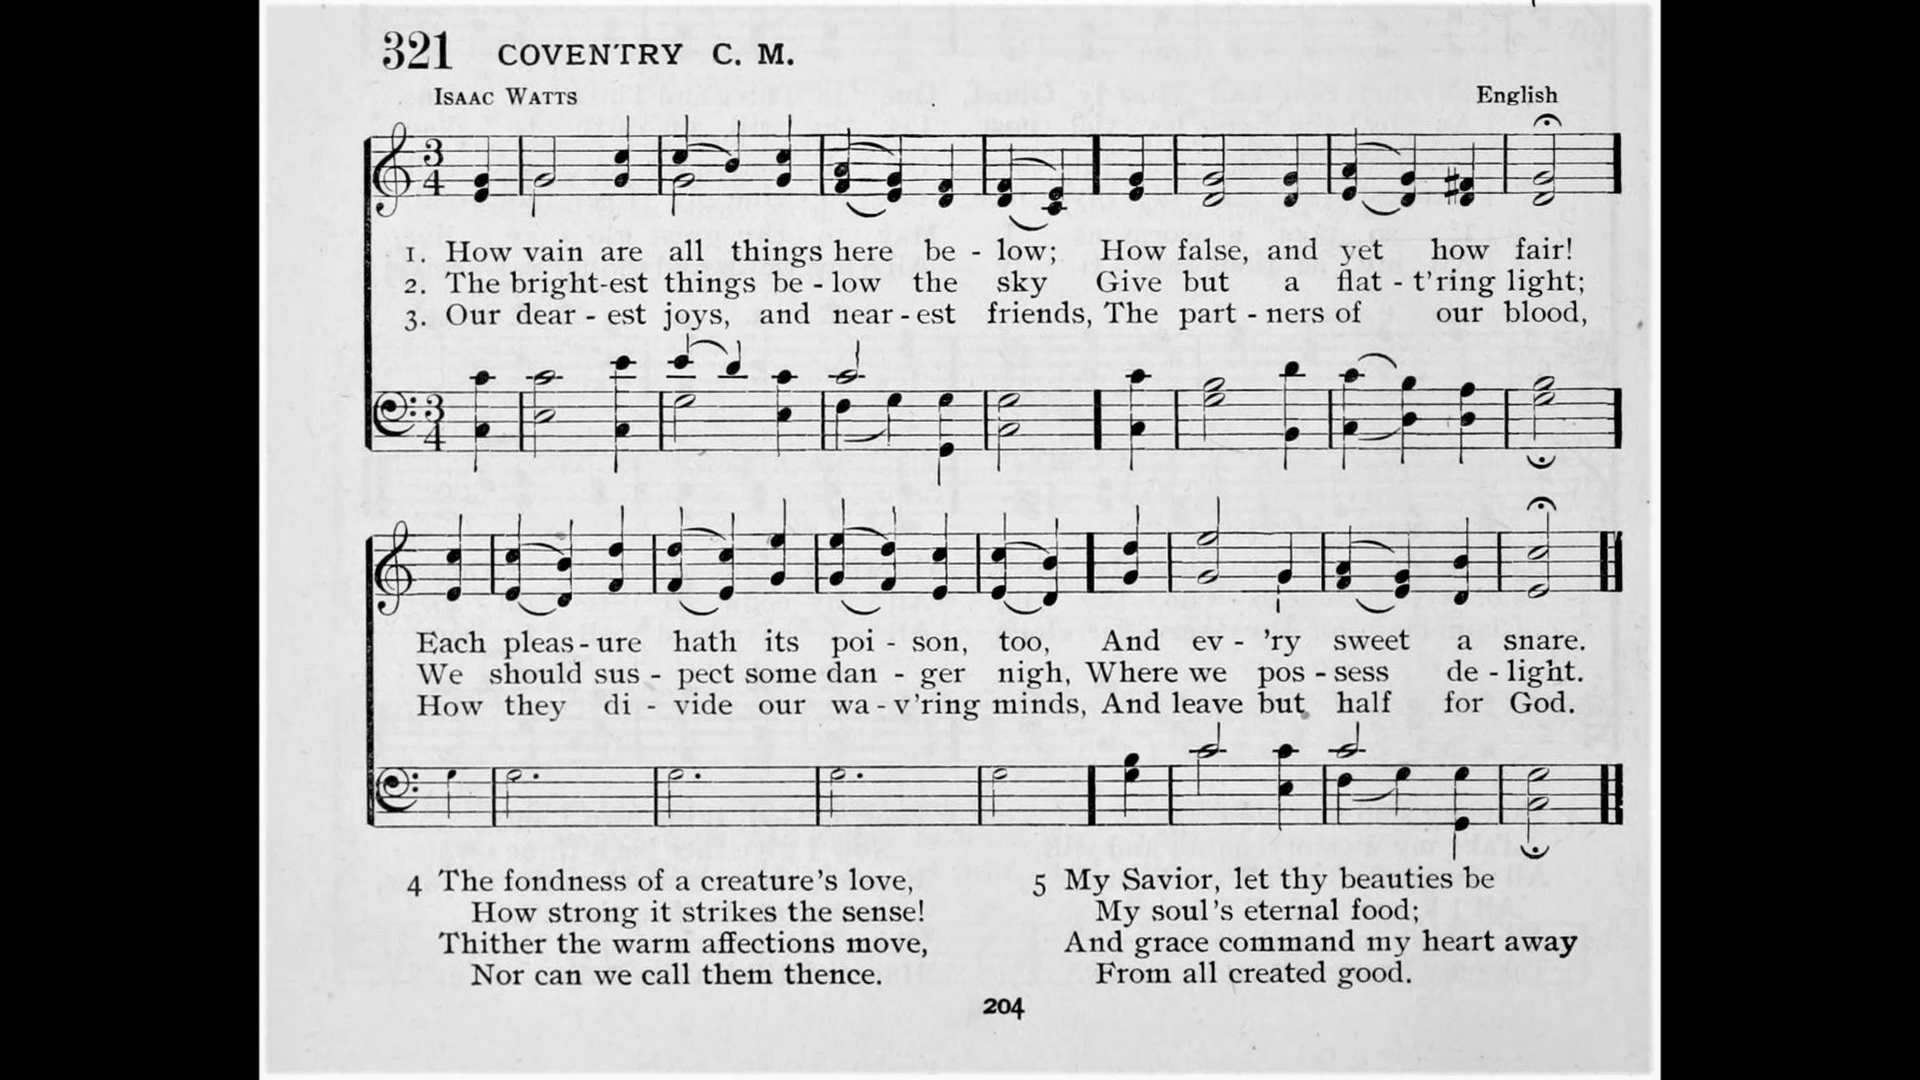 321 COVENTRY C. M.
ISAAC WATTS English
1. How vain are all things here be - low; How false, and yet how fair!
2. The bright-est things be - low the sky Give but a flat - t'ring light;
3. Our dear - est joys, and near - est friends, The part - ners of our blood,
Each pleas - ure hath its poi - son, too, And ev - 'ry sweet a snare.
We should sus - pect some dan - ger nigh, Where we pos - sess de - light.
How they di - vide our wa - v'ring minds, And leave but half for God.
4 The fondness of a creature's love,
How strong it strikes the sense!
Thither the warm affections move,
Nor can we call them thence.
5 My Savior, let thy beauties be
My soul's eternal food;
And grace command my heart away
From all created good.
204